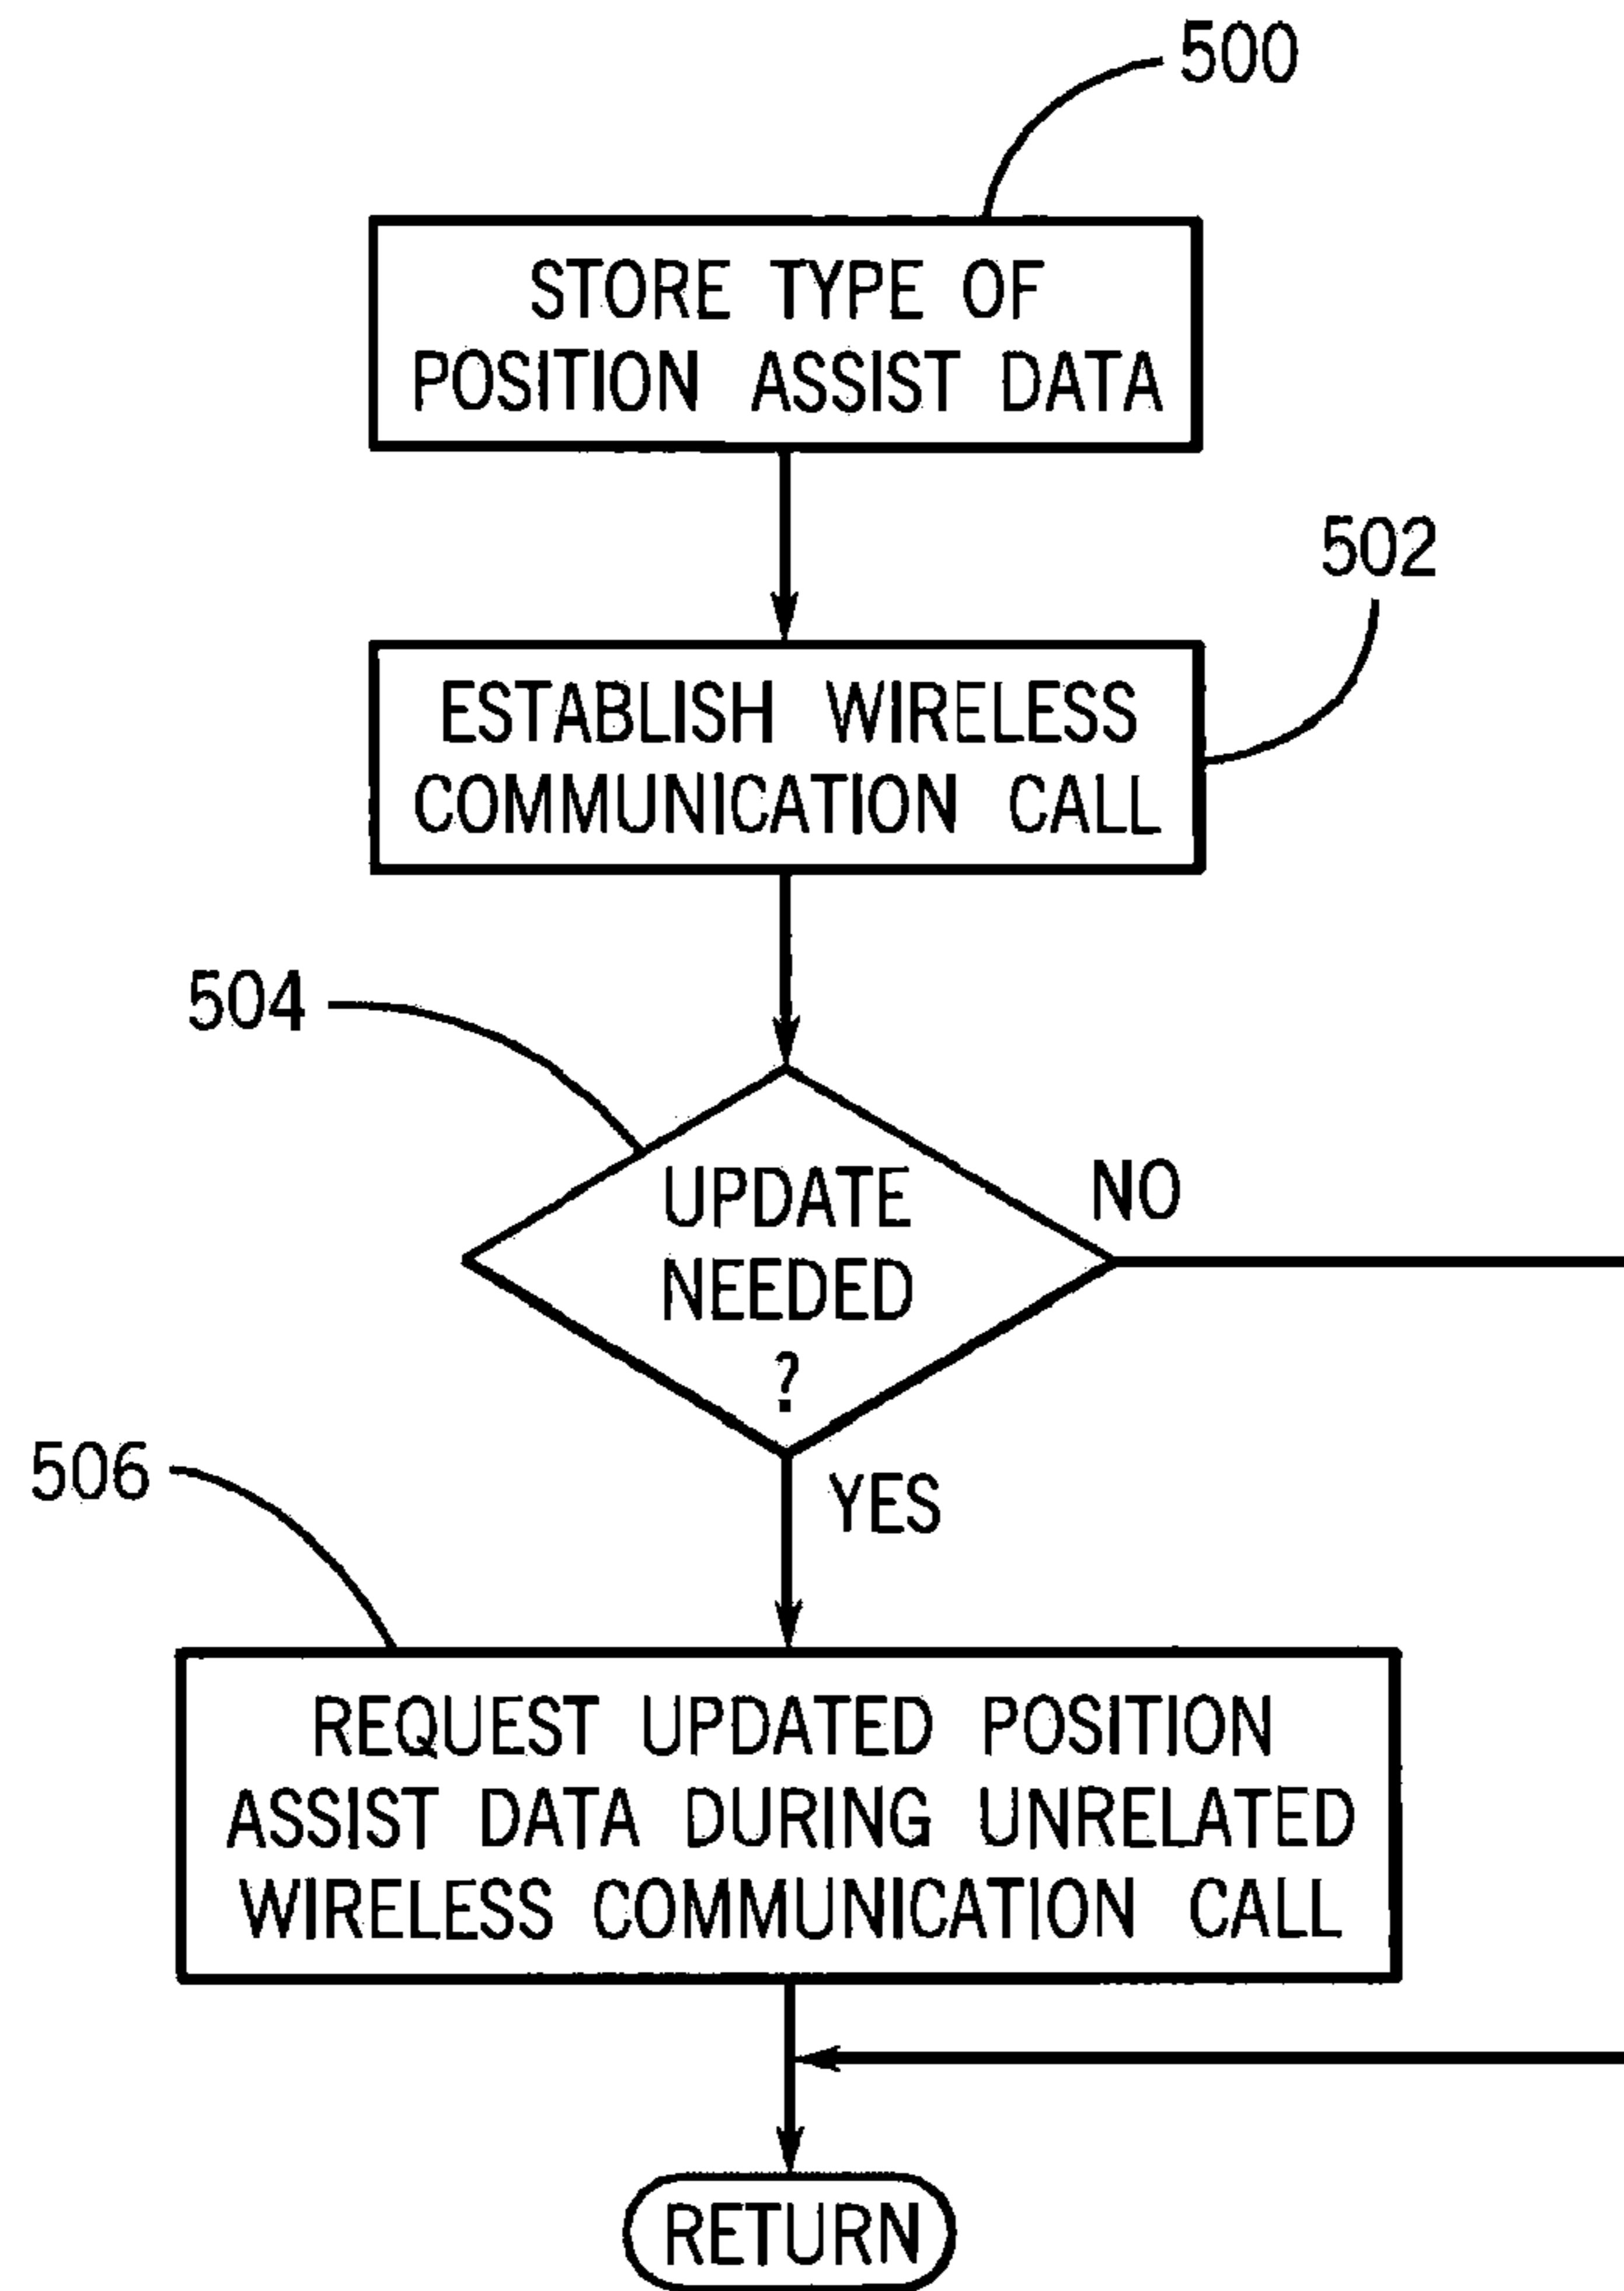 500
STORE TYPE OF
POSITION ASSIST DATA
502
ESTABLISH WIRELESS
COMMUNICATION CALL
504
UPDATE
NEEDED
?
NO
YES
506
REQUEST UPDATED POSITION
ASSIST DATA DURING UNRELATED
WIRELESS COMMUNICATION CALL
RETURN